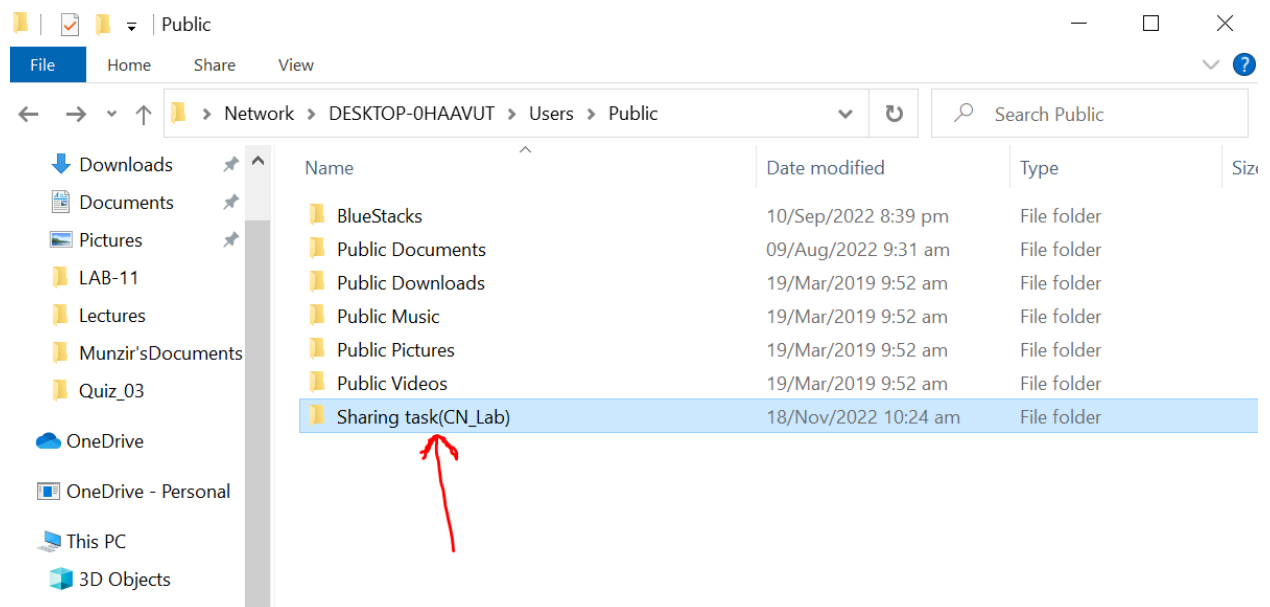 Public
File Home Share View
Network > DESKTOP-0HAAVUT > Users > Public
Search Public
Downloads
Documents
Pictures
LAB-11
Lectures
Munzir'sDocuments
Quiz_03
OneDrive
OneDrive - Personal
This PC
3D Objects
Name Date modified Type
BlueStacks 10/Sep/2022 8:39 pm File folder
Public Documents 09/Aug/2022 9:31 am File folder
Public Downloads 19/Mar/2019 9:52 am File folder
Public Music 19/Mar/2019 9:52 am File folder
Public Pictures 19/Mar/2019 9:52 am File folder
Public Videos 19/Mar/2019 9:52 am File folder
Sharing task(CN_Lab) 18/Nov/2022 10:24 am File folder